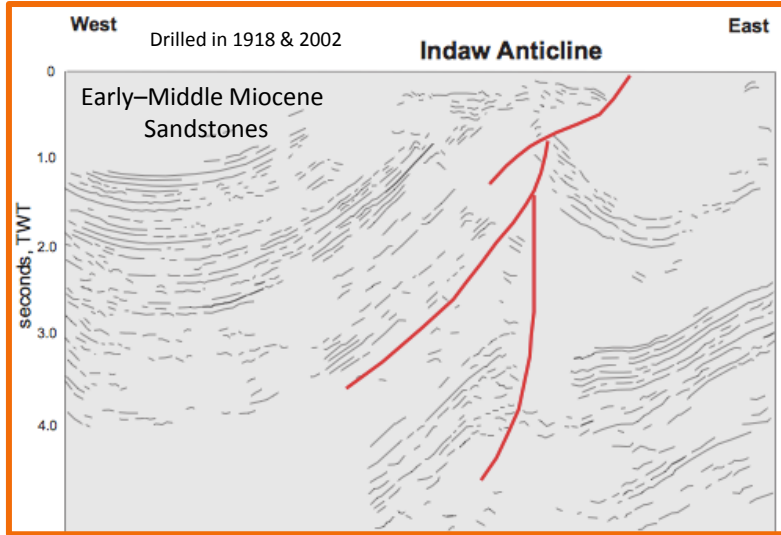 West
Drilled in 1918 & 2002
East
Indaw Anticline
0
Early–Middle Miocene
Sandstones
1.0
2.0
3.0
4.0
seconds, TWT